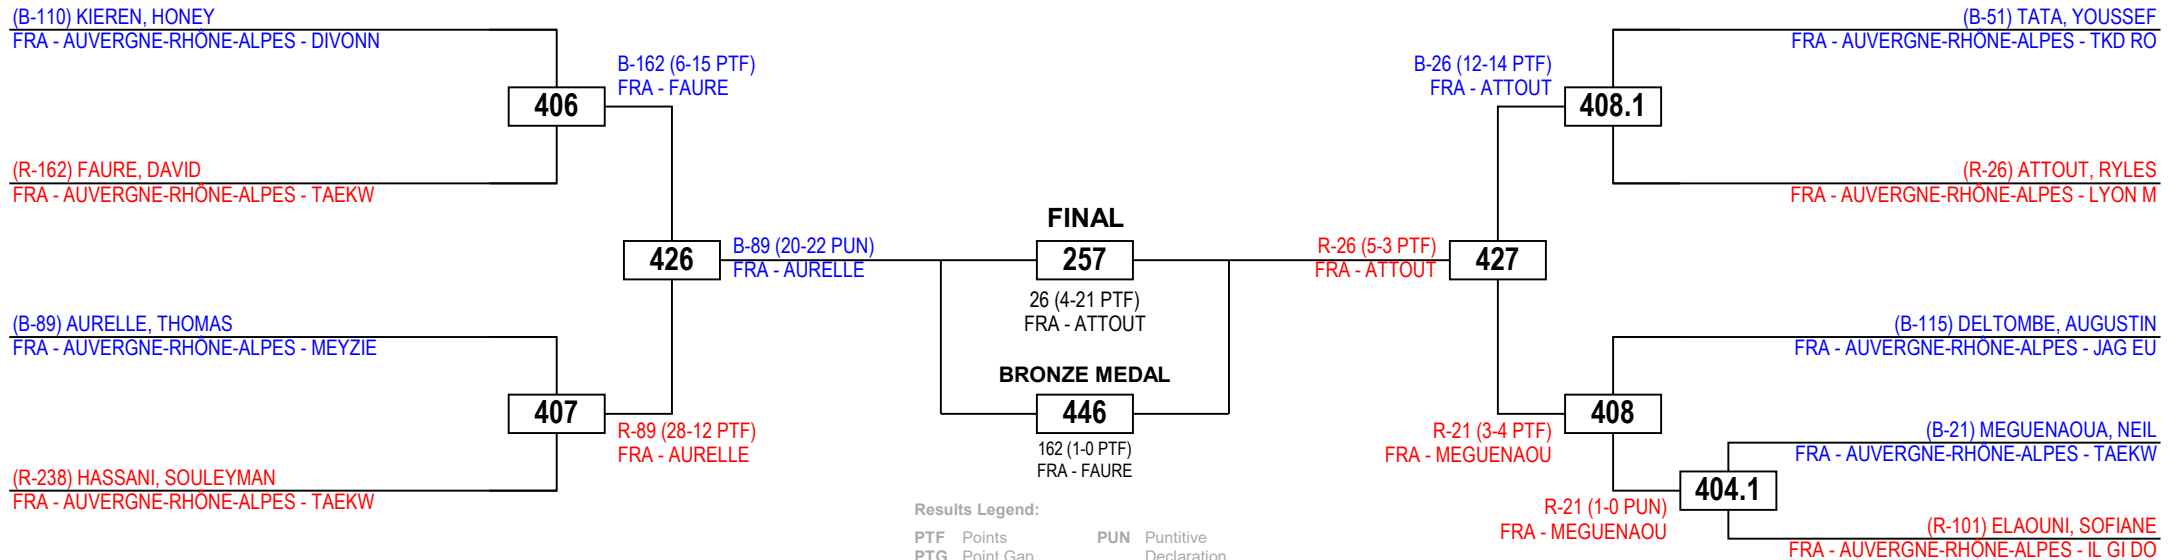 (B-110) KIEREN, HONEY
FRA - AUVERGNE-RHÔNE-ALPES - DIVONN
B-162 (6-15 PTF)
FRA - FAURE
406
(R-162) FAURE, DAVID
FRA - AUVERGNE-RHÔNE-ALPES - TAEKW
426
B-89 (20-22 PUN)
FRA - AURELLE
(B-89) AURELLE, THOMAS
FRA - AUVERGNE-RHÔNE-ALPES - MEYZIE
407
R-89 (28-12 PTF)
FRA - AURELLE
(R-238) HASSANI, SOULEYMAN
FRA - AUVERGNE-RHÔNE-ALPES - TAEKW
FINAL
257
26 (4-21 PTF)
FRA - ATTOUT
BRONZE MEDAL
446
162 (1-0 PTF)
FRA - FAURE
Results Legend:
PTF Points PUN Puntitive
PTG Point Gap Declaration
(B-51) TATA, YOUSSEF
FRA - AUVERGNE-RHÔNE-ALPES - TKD RO
B-26 (12-14 PTF)
FRA - ATTOUT
408.1
(R-26) ATTOUT, RYLES
FRA - AUVERGNE-RHÔNE-ALPES - LYON M
R-26 (5-3 PTF)
FRA - ATTOUT
427
(B-115) DELTOMBE, AUGUSTIN
FRA - AUVERGNE-RHÔNE-ALPES - JAG EU
408
R-21 (3-4 PTF)
FRA - MEGUENAOU
(B-21) MEGUENAOUA, NEIL
FRA - AUVERGNE-RHÔNE-ALPES - TAEKW
404.1
R-21 (1-0 PUN)
FRA - MEGUENAOU
(R-101) ELAOUNI, SOFIANE
FRA - AUVERGNE-RHÔNE-ALPES - IL GI DO